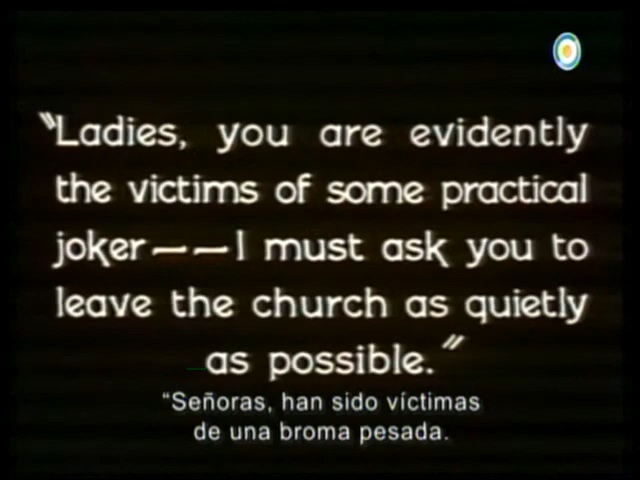 "Ladies, you are evidently
the victims of some practical
joker——I must ask you to
leave the church as quietly
as possible."
"Señoras, han sido víctimas
de una broma pesada.